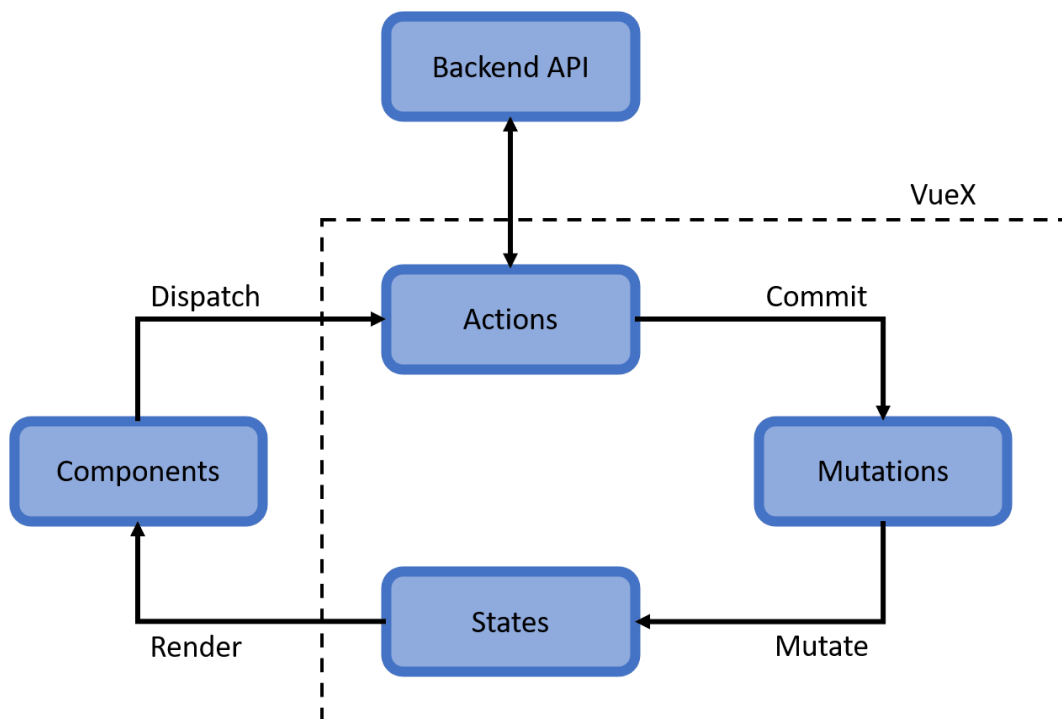 Backend API
VueX
Dispatch
Actions
Commit
Components
Mutations
States
Render
Mutate